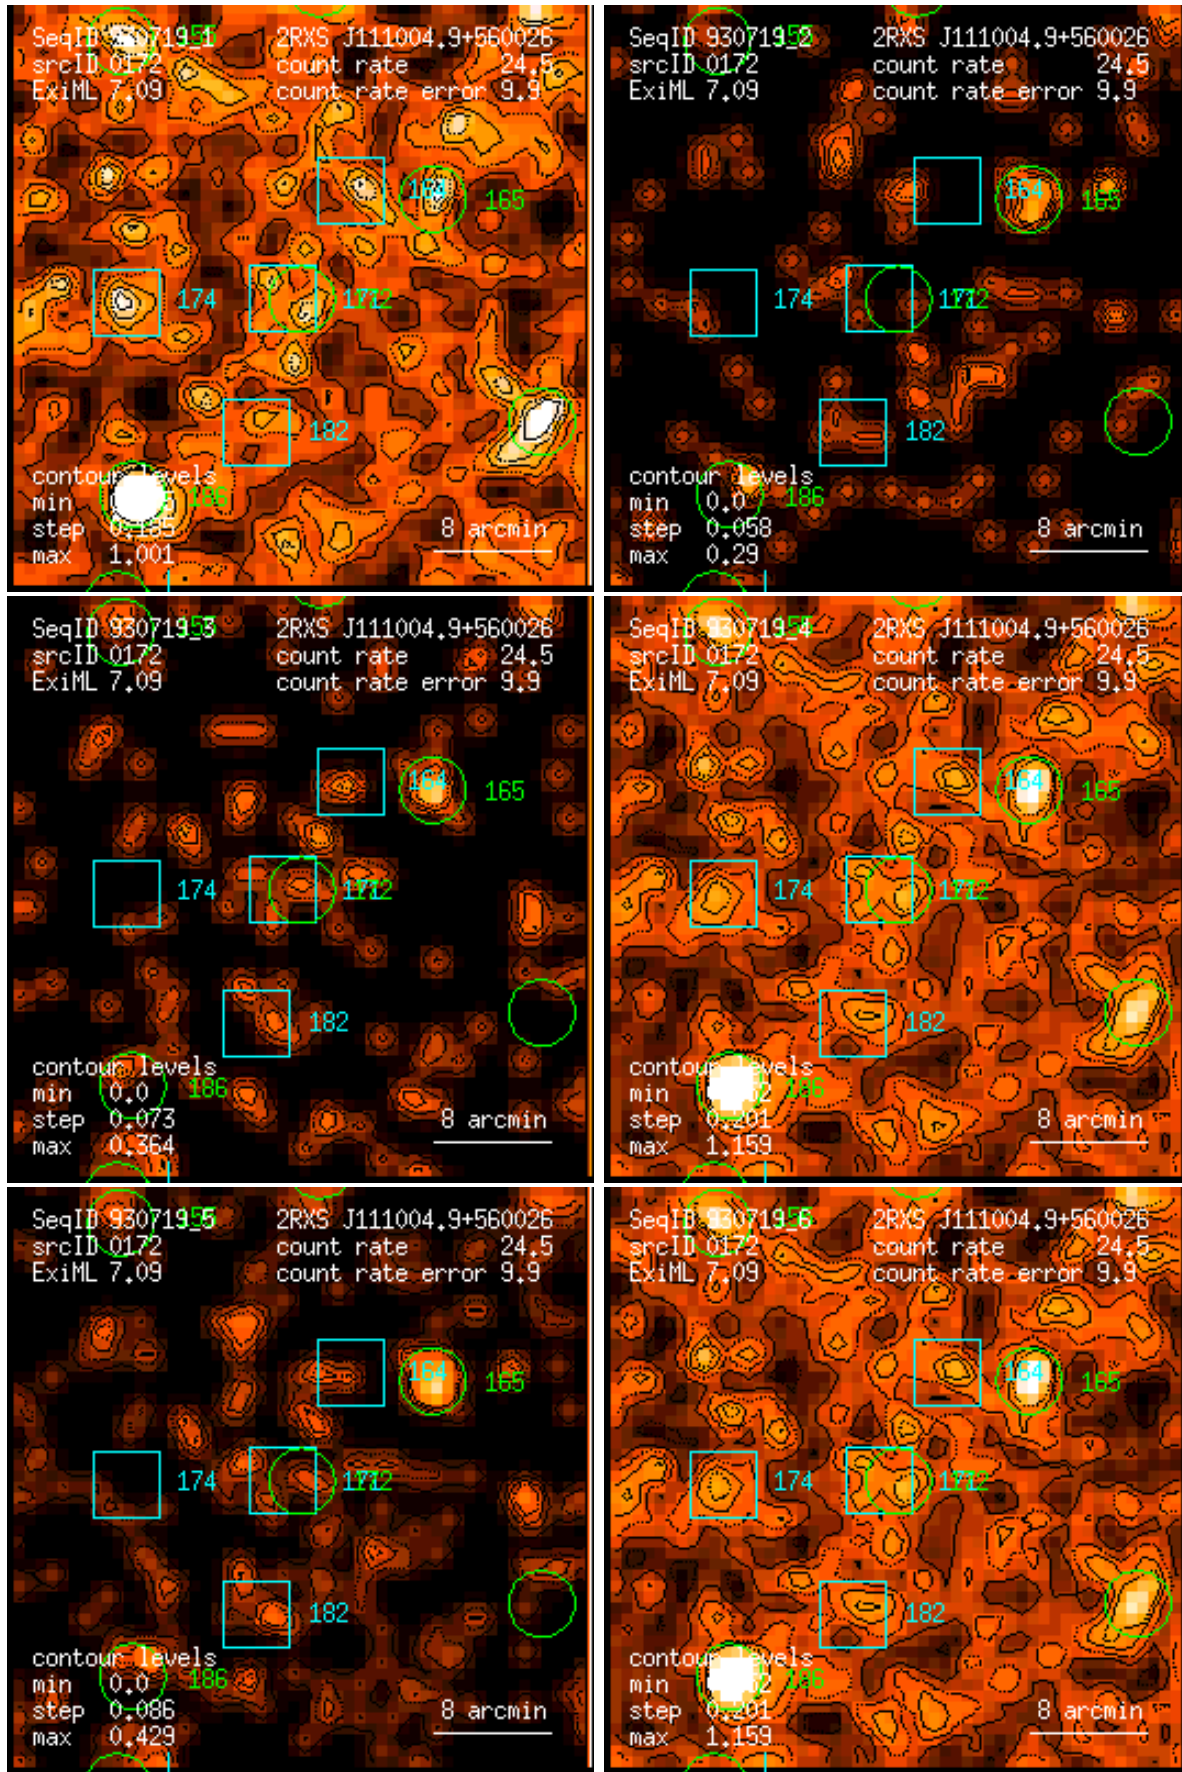 SeqID 930719_1 155 2RXS J111004.9+560026
srcID 0172 count rate 24.5
ExiML 7.09 count rate error 9.9
164 165
174
182
contour levels
min
186
step 0.165 8 arcmin
max 1.001
SeqID 930719_2 155 2RXS J111004.9+560026
srcID 0172 count rate 24.5
ExiML 7.09 count rate error 9.9
164 165
174
182
contour levels
min 0.0 186
step 0.058 8 arcmin
max 0.29
SeqID 930719_3 155 2RXS J111004.9+560026
srcID 0172 count rate 24.5
ExiML 7.09 count rate error 9.9
164 165
174
182
contour levels
min 0.0 186
step 0.073 8 arcmin
max 0.364
SeqID 930719_4 155 2RXS J111004.9+560026
srcID 0172 count rate 24.5
ExiML 7.09 count rate error 9.9
164 165
174
182
contour levels
min 186
step 0.201 8 arcmin
max 1.159
SeqID 930719_5 155 2RXS J111004.9+560026
srcID 0172 count rate 24.5
ExiML 7.09 count rate error 9.9
164 165
174
182
contour levels
min 0.0 186
step 0.086 8 arcmin
max 0.429
SeqID 930719_6 155 2RXS J111004.9+560026
srcID 0172 count rate 24.5
ExiML 7.09 count rate error 9.9
164 165
174
182
contour levels
min 186
step 0.201 8 arcmin
max 1.159